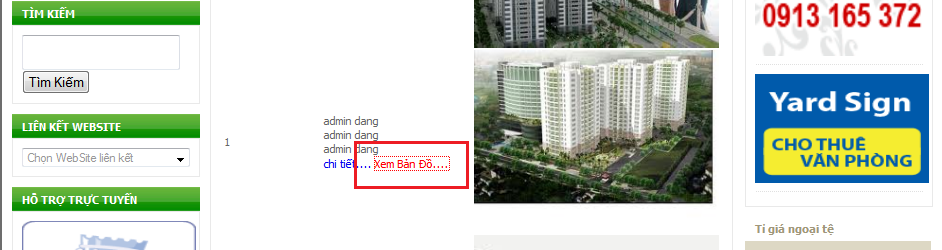 TÌM KIẾM
Tìm Kiếm
LIÊN KẾT WEBSITE
Chọn WebSite liên kết
HỖ TRỢ TRỰC TUYẾN
1
admin dang
admin dang
admin dang
chi tiết.... Xem Bản Đồ....
0913 165 372
Yard Sign
CHO THUÊ
VĂN PHÒNG
Tỉ giá ngoại tệ